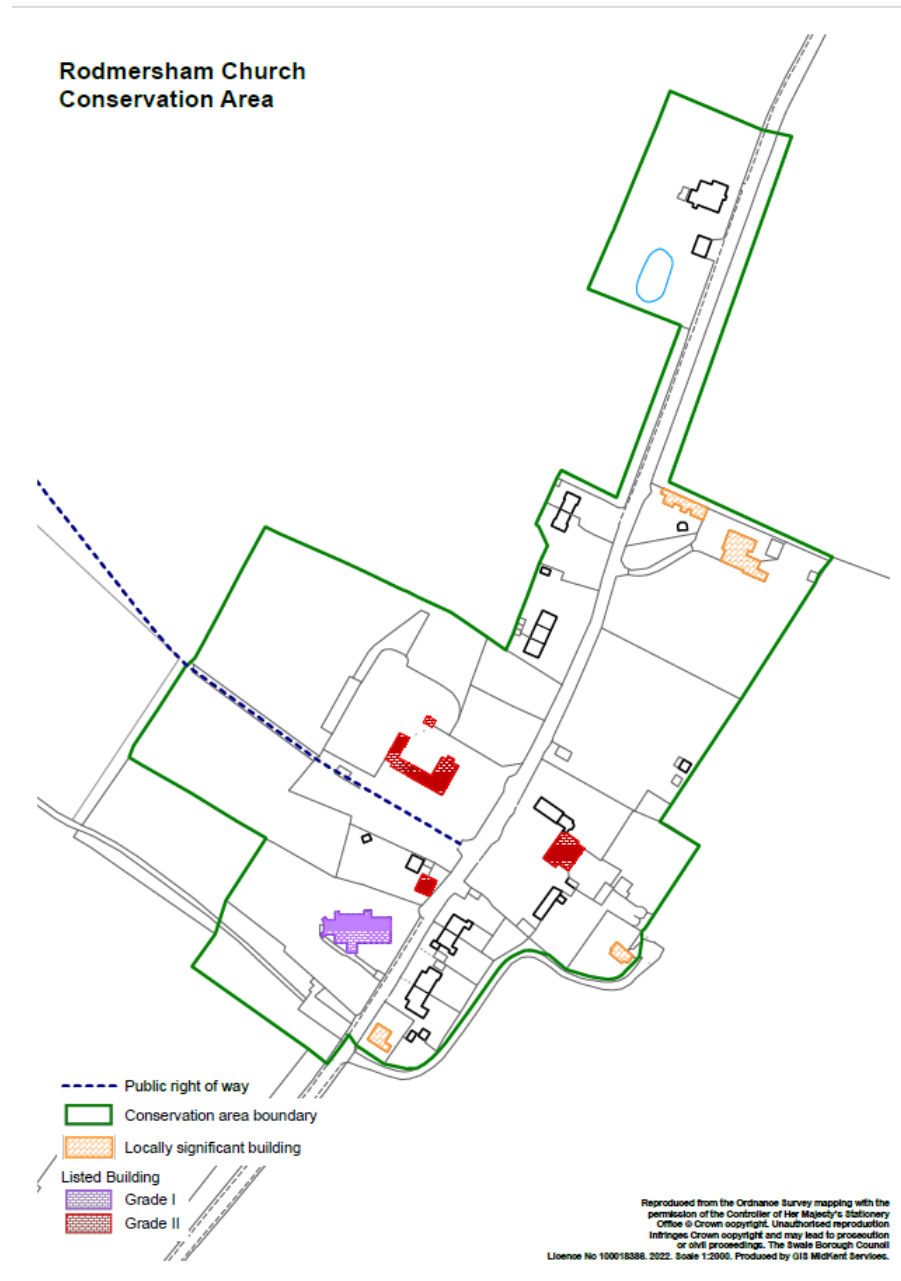 Rodmersham Church
Conservation Area
Public right of way
Conservation area boundary
Locally significant building
Listed Building
Grade I
Grade II
Reproduced from the Ordnance Survey mapping with the
permission of the Controller of Her Majesty's Stationery
Office © Crown copyright. Unauthorised reproduction
infringes Crown copyright and may lead to prosecution
or civil proceedings. The Swale Borough Council
Licence No 100018386. 2022. Scale 1:2000. Produced by GIS MidKent Services.